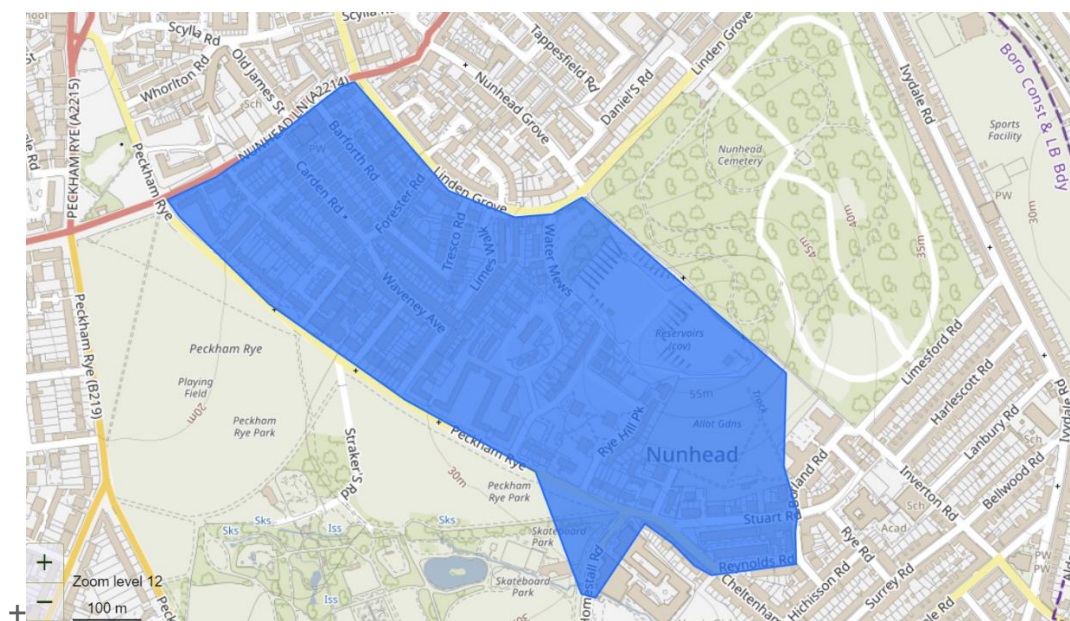 Scylla Rd
Scylla Rd
Whorlton Rd
Old James St
Sch
NUNHEAD LN (A2214)
PECKHAM RYE (A2215)
Peckham Rye
Tappesfield Rd
Nunhead Grove
Daniel'S Rd
Linden Grove
Ivydale Rd
Boro Const & LB Bdy
Sports
Facility
PW
30m
Nunhead
Cemetery
40m
45m
35m
Barforth Rd
Carden Rd
Forester Rd
Linden Grove
Tresco Rd
Limes Walk
Water Mews
Waveney Ave
Reservoirs
(cov)
55m
Track
Allot Gdns
Rye Hill Pk
Nunhead
Peckham Rye
Playing
Field
20m
Peckham
Rye Park
Peckham Rye (B219)
Straker'S Rd
30m
Peckham Rye
Peckham
Rye Park
Limesford Rd
Harlescott Rd
Lanbury Rd
Sch
Bellwood Rd
Inverton Rd
Ivydale Rd
Sch
Acad
Stuart Rd
Rye Rd
Reynolds Rd
Hichisson Rd
Surrey Rd
Cheltenham
Homestall Rd
Skateboard
Park
Skateboard
Park
Sks
Iss
Sks
Iss
Sks
30m
PW
+
Zoom level 12
−
100 m